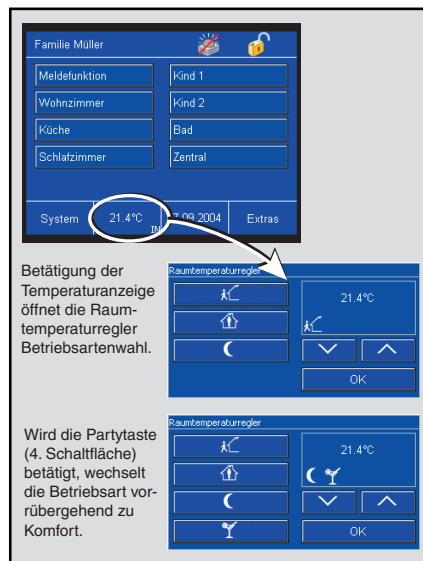 Familie Müller
Meldefunktion Kind 1
Wohnzimmer Kind 2
Küche Bad
Schlafzimmer Zentral
System 21.4°C 7.09.2004 Extras
IN
Betätigung der
Temperaturanzeige
öffnet die Raum-
temperaturregler
Betriebsartenwahl.
Raumtemperaturregler
21.4°C
OK
Wird die Partytaste
(4. Schaltfläche)
betätigt, wechselt
die Betriebsart vor-
rübergehend zu
Komfort.
Raumtemperaturregler
21.4°C
OK